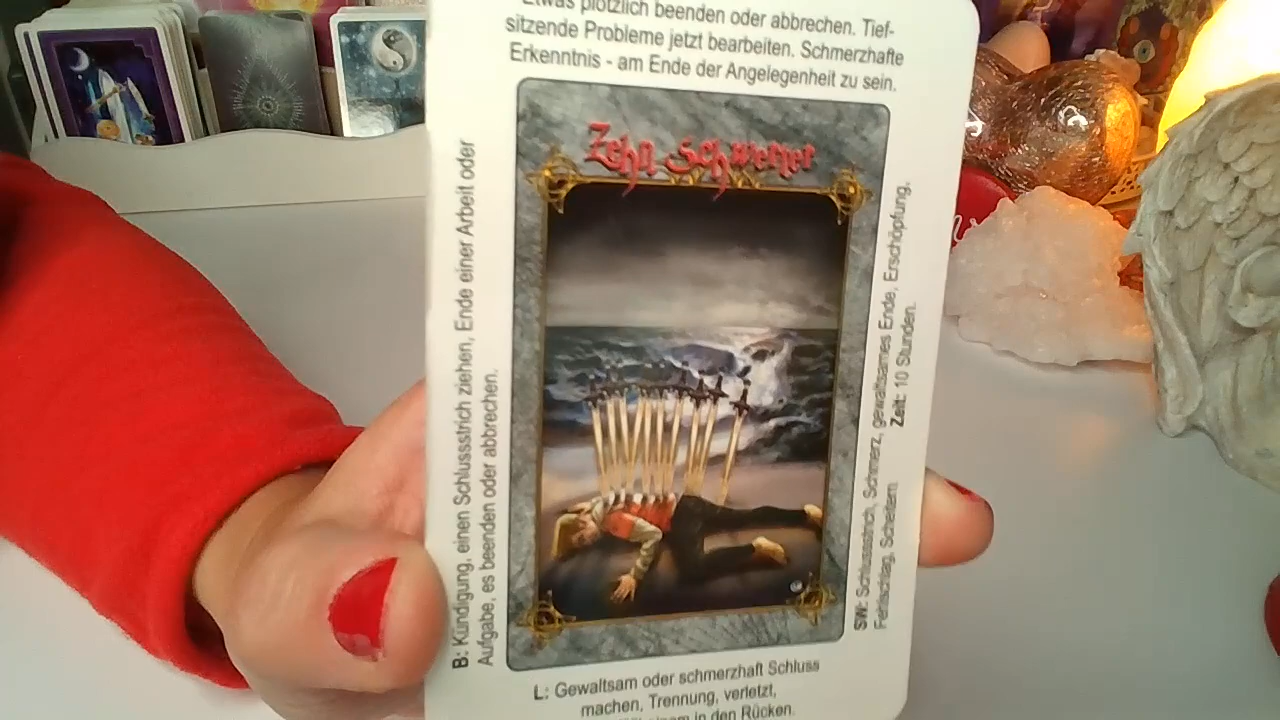 Etwas plötzlich beenden oder abbrechen. Tief-
sitzende Probleme jetzt bearbeiten. Schmerzhafte
Erkenntnis - am Ende der Angelegenheit zu sein.
Zehn Schwerter
B: Kündigung, einen Schlussstrich ziehen, Ende einer Arbeit oder
Aufgabe, es beenden oder abbrechen.
SW: Schlussstrich, Schmerz, gewaltsames Ende, Erschöpfung,
Fehlschlag, Scheitern Zeit: 10 Stunden.
L: Gewaltsam oder schmerzhaft Schluss
machen, Trennung, verletzt,
einem in den Rücken.